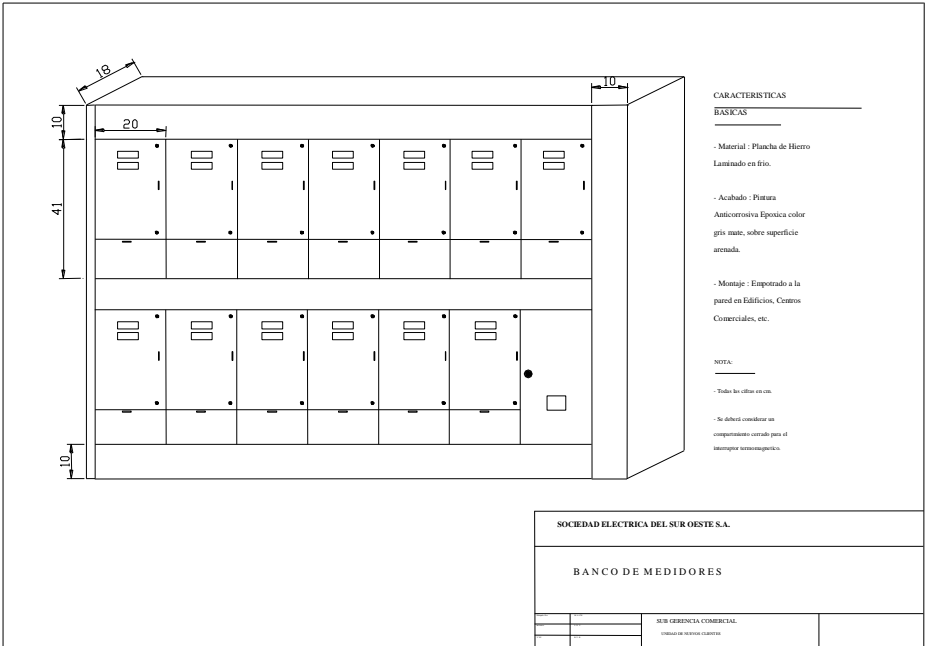 18
10
10
20
41
10
CARACTERISTICAS
BASICAS
- Material : Plancha de Hierro
Laminado en frio.
- Acabado : Pintura
Anticorrosiva Epoxica color
gris mate, sobre superficie
arenada.
- Montaje : Empotrado a la
pared en Edificios, Centros
Comerciales, etc.
NOTA:
- Todas las cifras en cm.
- Se deberá considerar un
compartimiento cerrado para el
interruptor termomagnetico.
SOCIEDAD ELECTRICA DEL SUR OESTE S.A.
BANCO DE MEDIDORES
SUB GERENCIA COMERCIAL
UNIDAD DE NUEVOS CLIENTES